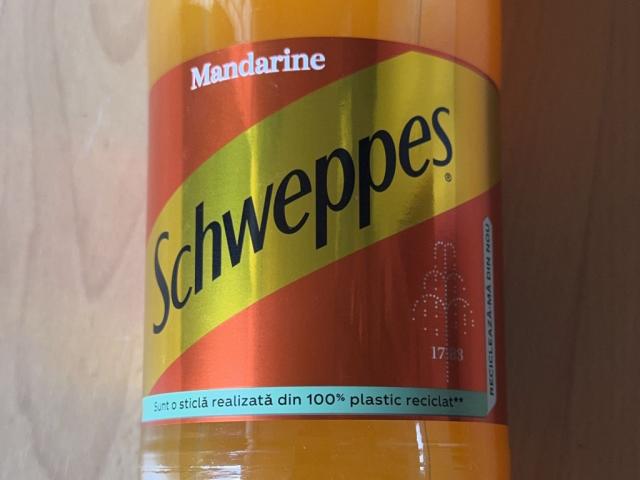 Mandarine
Schweppes
®
1783
RECICLEAZĂ-MĂ DIN NOU
Sunt o sticlă realizată din 100% plastic reciclat**